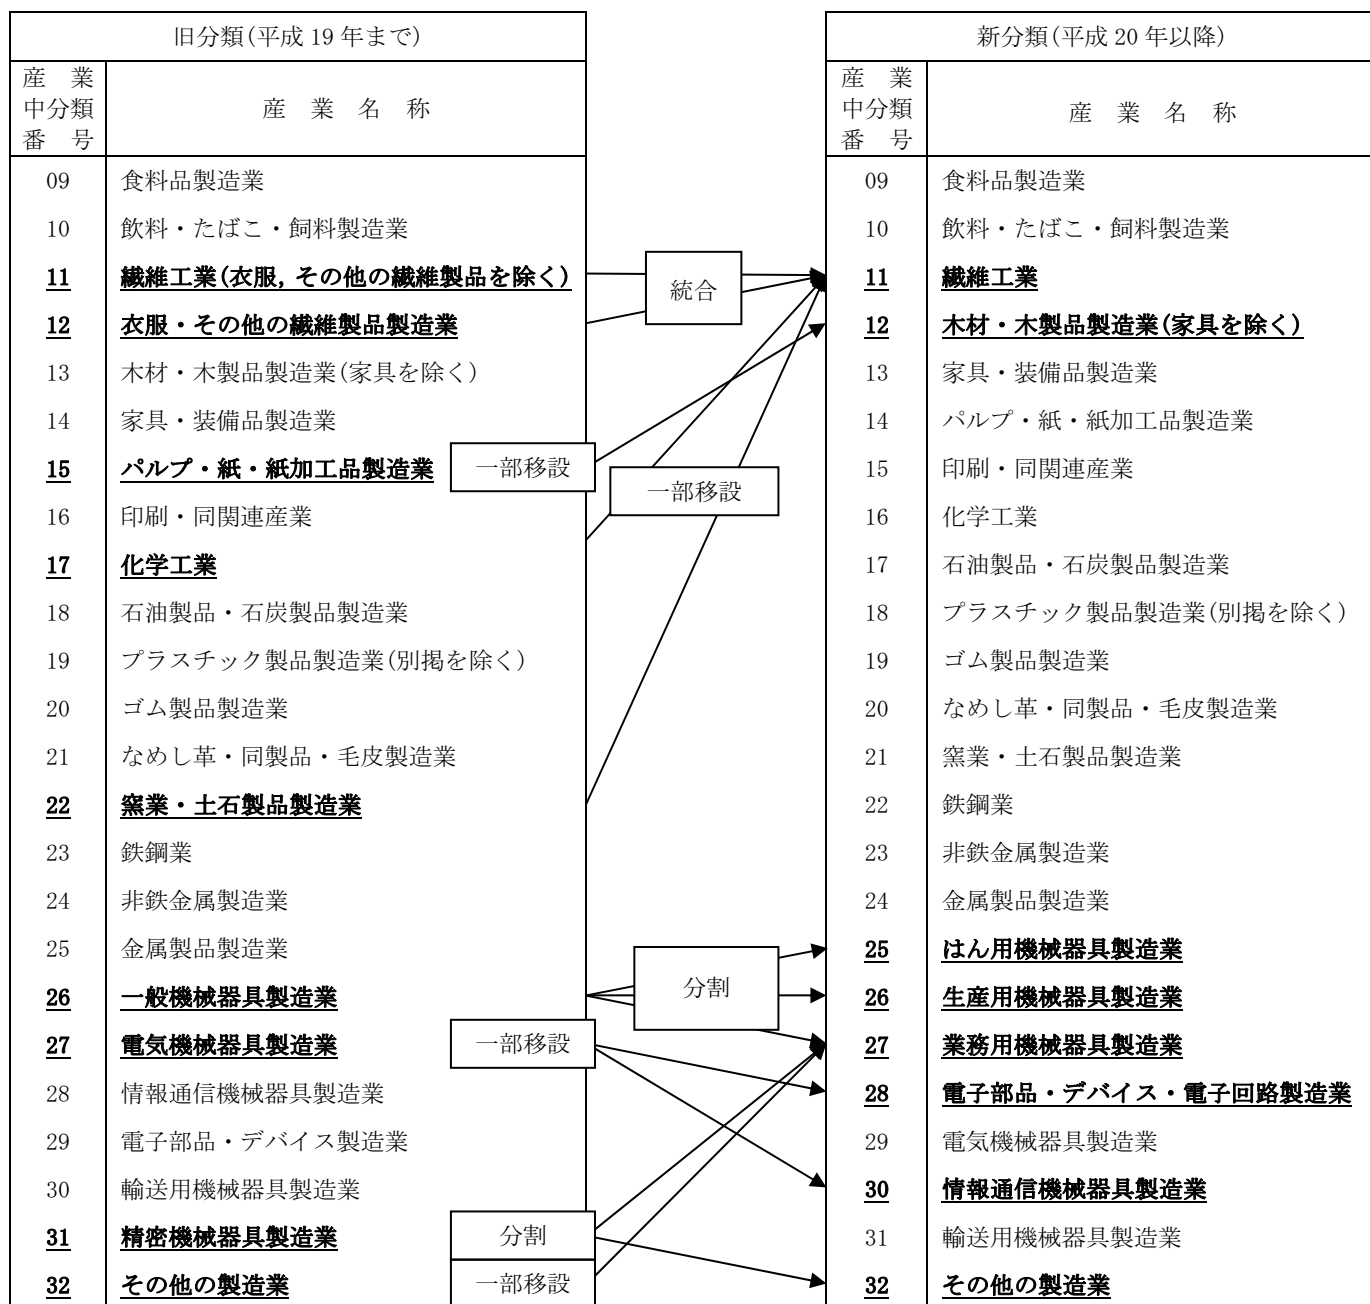 旧分類(平成 19 年まで)
産 業
中分類
番 号
産 業 名 称
09 食料品製造業
10 飲料・たばこ・飼料製造業
11 繊維工業(衣服,その他の繊維製品を除く)
12 衣服・その他の繊維製品製造業
13 木材・木製品製造業(家具を除く)
14 家具・装備品製造業
15 パルプ・紙・紙加工品製造業
16 印刷・同関連産業
17 化学工業
18 石油製品・石炭製品製造業
19 プラスチック製品製造業(別掲を除く)
20 ゴム製品製造業
21 なめし革・同製品・毛皮製造業
22 窯業・土石製品製造業
23 鉄鋼業
24 非鉄金属製造業
25 金属製品製造業
26 一般機械器具製造業
27 電気機械器具製造業
28 情報通信機械器具製造業
29 電子部品・デバイス製造業
30 輸送用機械器具製造業
31 精密機械器具製造業
32 その他の製造業
統合
一部移設
一部移設
分割
一部移設
分割
一部移設
新分類(平成 20 年以降)
産 業
中分類
番 号
産 業 名 称
09 食料品製造業
10 飲料・たばこ・飼料製造業
11 繊維工業
12 木材・木製品製造業(家具を除く)
13 家具・装備品製造業
14 パルプ・紙・紙加工品製造業
15 印刷・同関連産業
16 化学工業
17 石油製品・石炭製品製造業
18 プラスチック製品製造業(別掲を除く)
19 ゴム製品製造業
20 なめし革・同製品・毛皮製造業
21 窯業・土石製品製造業
22 鉄鋼業
23 非鉄金属製造業
24 金属製品製造業
25 はん用機械器具製造業
26 生産用機械器具製造業
27 業務用機械器具製造業
28 電子部品・デバイス・電子回路製造業
29 電気機械器具製造業
30 情報通信機械器具製造業
31 輸送用機械器具製造業
32 その他の製造業